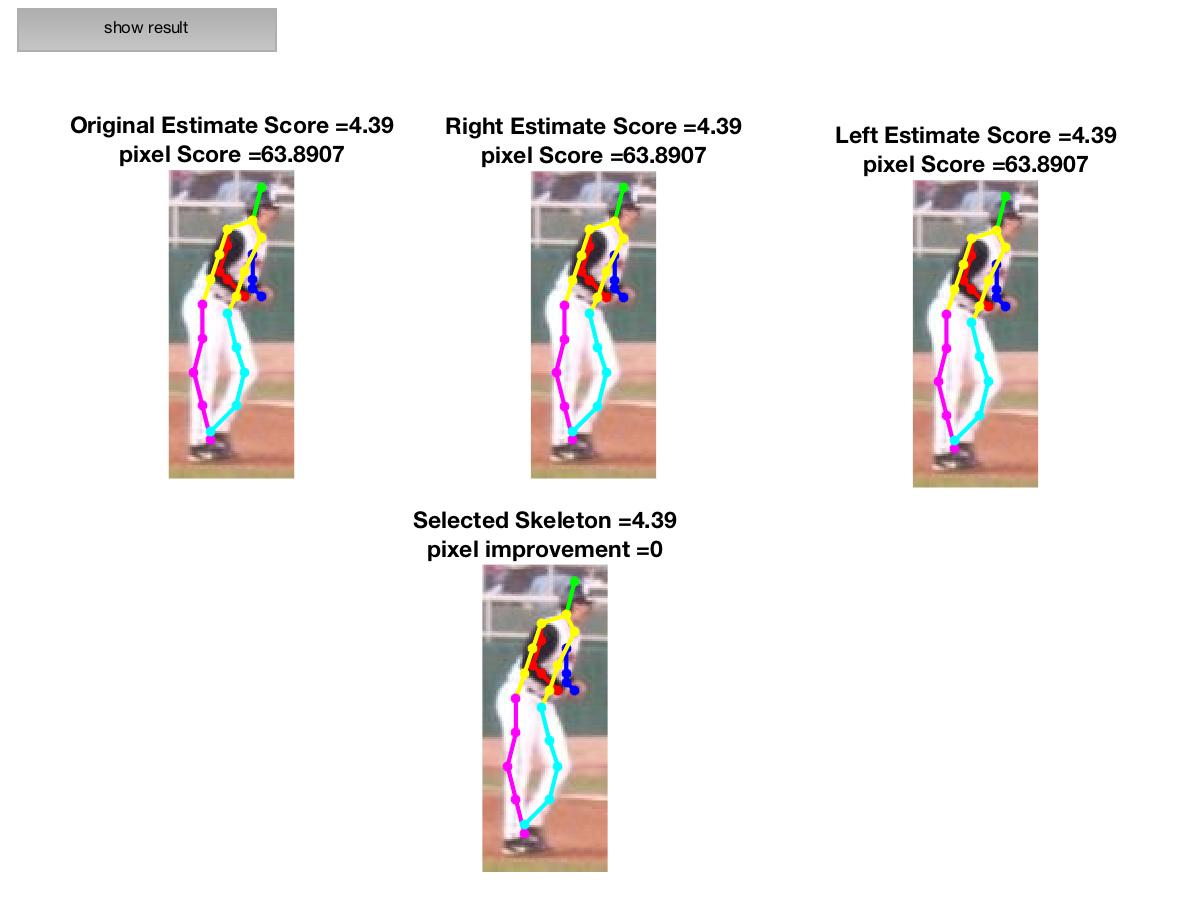 show result
Original Estimate Score =4.39
pixel Score =63.8907
Right Estimate Score =4.39
pixel Score =63.8907
Left Estimate Score =4.39
pixel Score =63.8907
Selected Skeleton =4.39
pixel improvement =0